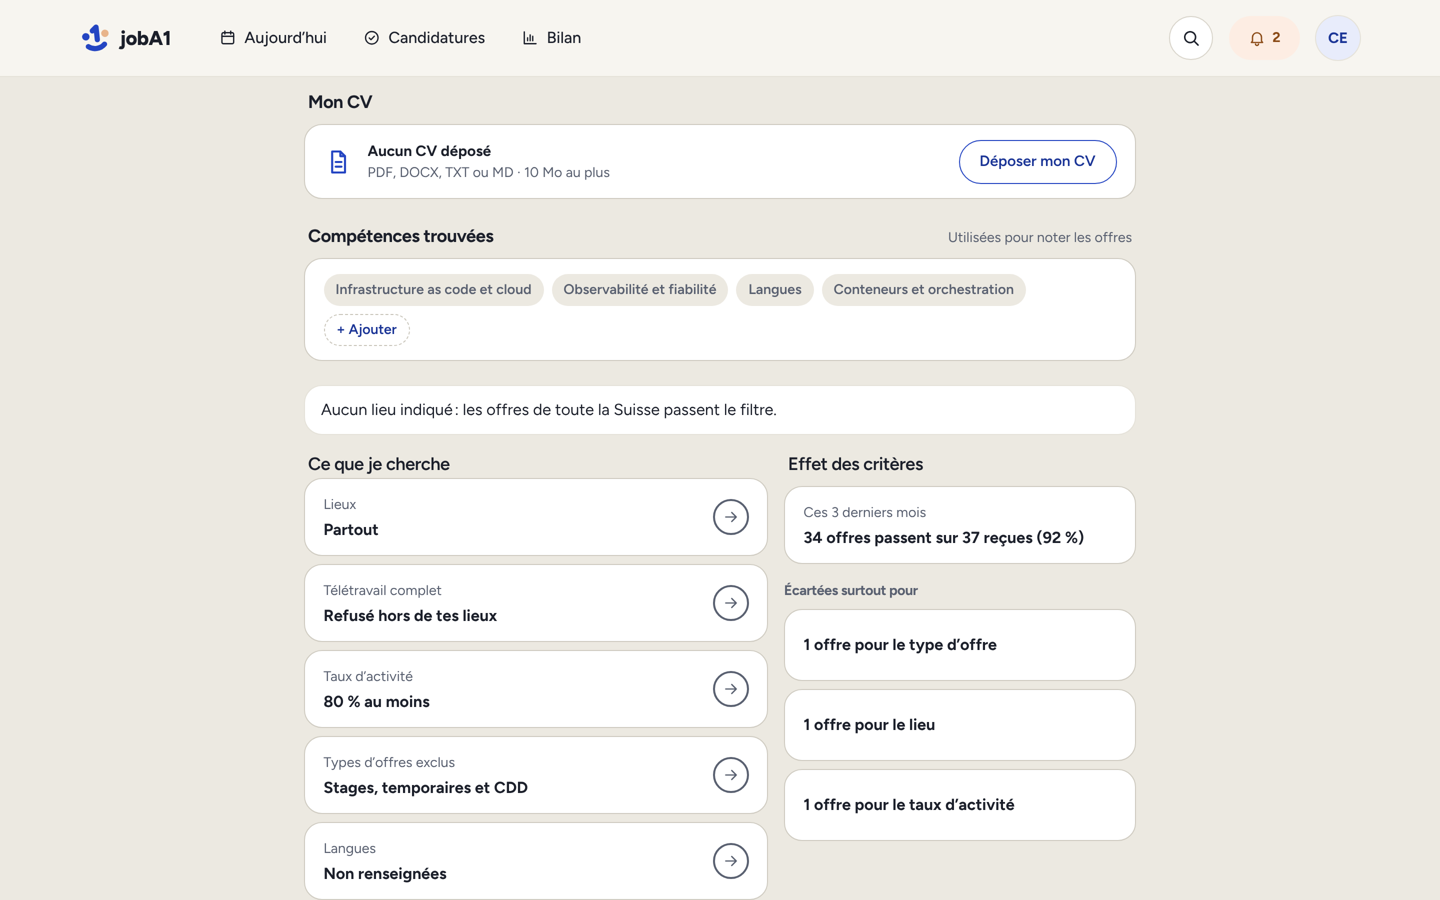 jobA1
Aujourd’hui
Candidatures
Bilan
2
CE
Mon CV
Aucun CV déposé
PDF, DOCX, TXT ou MD · 10 Mo au plus
Déposer mon CV
Compétences trouvées
Utilisées pour noter les offres
Infrastructure as code et cloud
Observabilité et fiabilité
Langues
Conteneurs et orchestration
+ Ajouter
Aucun lieu indiqué : les offres de toute la Suisse passent le filtre.
Ce que je cherche
Lieux
Partout
Télétravail complet
Refusé hors de tes lieux
Taux d’activité
80 % au moins
Types d’offres exclus
Stages, temporaires et CDD
Langues
Non renseignées
Effet des critères
Ces 3 derniers mois
34 offres passent sur 37 reçues (92 %)
Écartées surtout pour
1 offre pour le type d’offre
1 offre pour le lieu
1 offre pour le taux d’activité